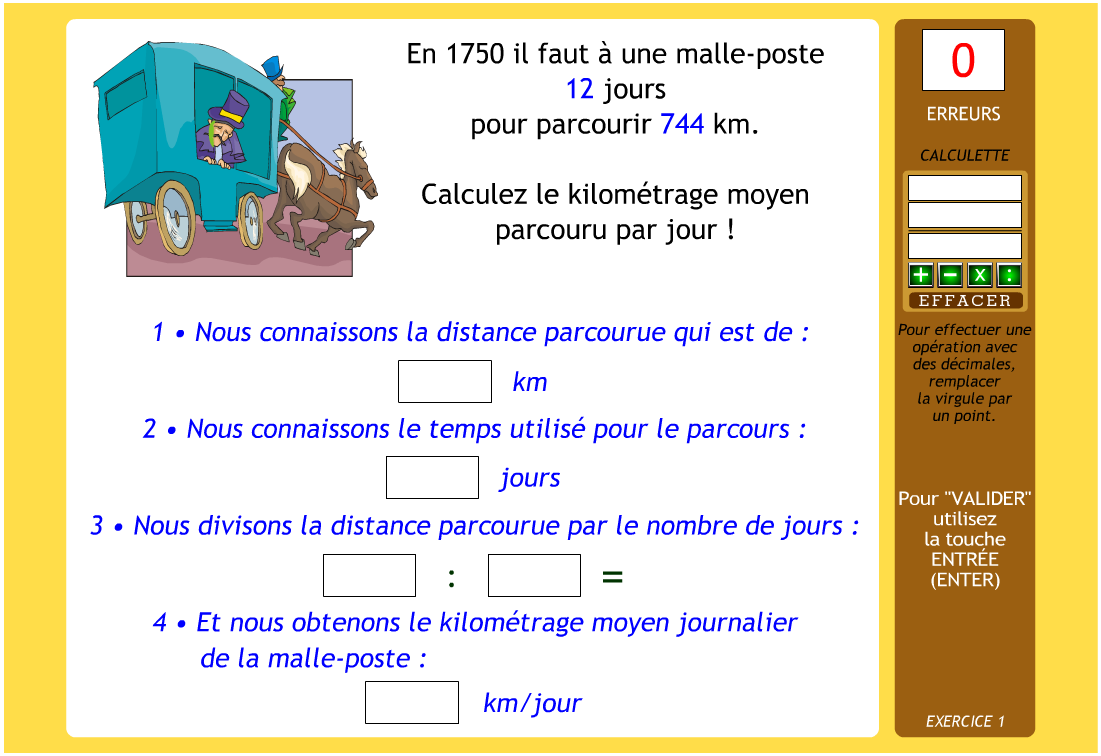 En 1750 il faut à une malle-poste
12 jours
pour parcourir 744 km.
Calculez le kilométrage moyen
parcouru par jour !
1 • Nous connaissons la distance parcourue qui est de :
km
2 • Nous connaissons le temps utilisé pour le parcours :
jours
3 • Nous divisons la distance parcourue par le nombre de jours :
: =
4 • Et nous obtenons le kilométrage moyen journalier
de la malle-poste :
km/jour
0
ERREURS
CALCULETTE
+ − x :
EFFACER
Pour effectuer une
opération avec
des décimales,
remplacer
la virgule par
un point.
Pour "VALIDER"
utilisez
la touche
ENTRÉE
(ENTER)
EXERCICE 1